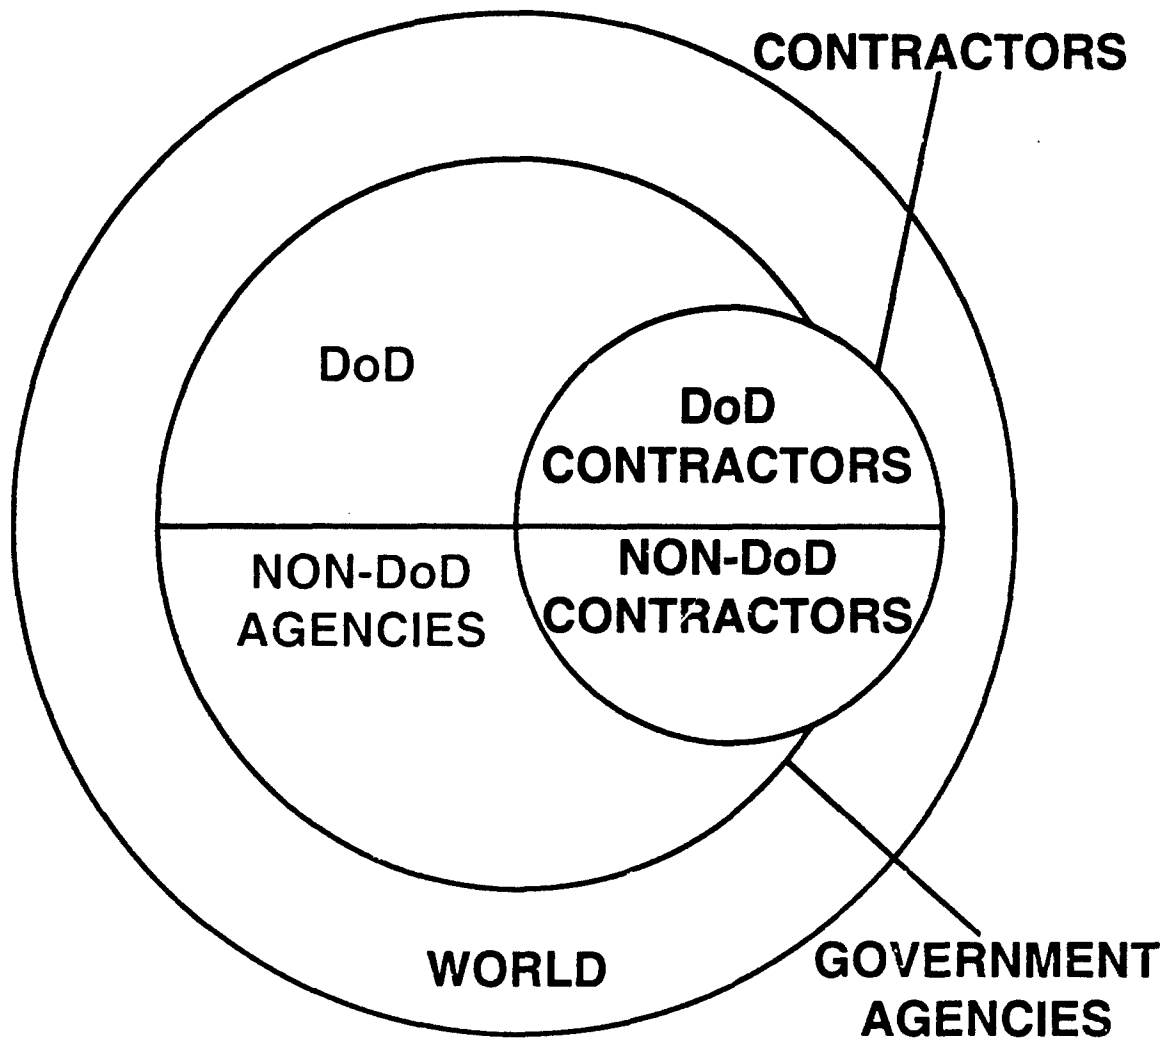 CONTRACTORS
DoD
DoD
CONTRACTORS
NON-DoD
AGENCIES
NON-DoD
CONTRACTORS
WORLD
GOVERNMENT
AGENCIES